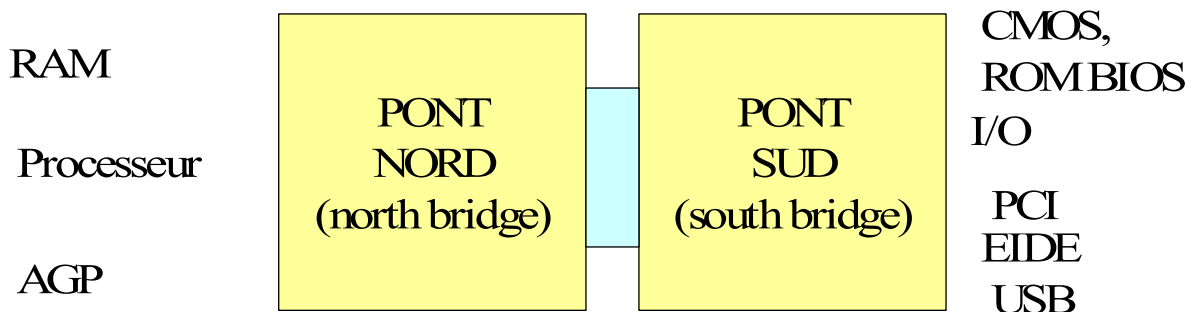 RAM
Processeur
AGP
PONT
NORD
(north bridge)
PONT
SUD
(south bridge)
CMOS,
ROM BIOS
I/O
PCI
EIDE
USB